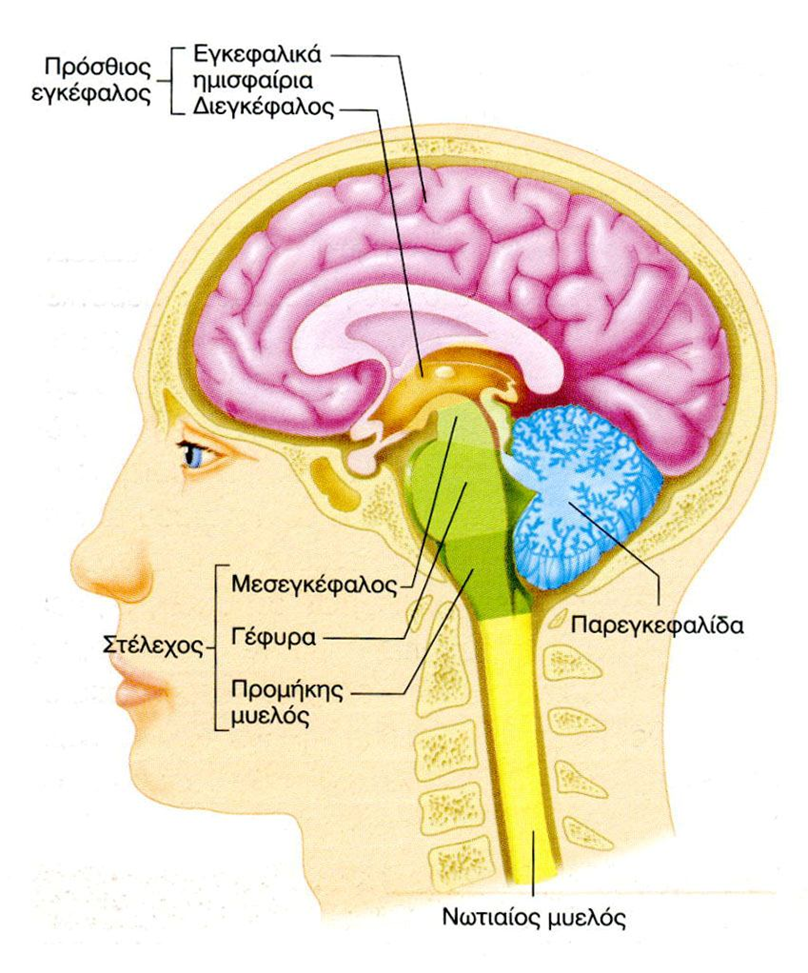 Πρόσθιος
εγκέφαλος
Εγκεφαλικά
ημισφαίρια
Διεγκέφαλος
Στέλεχος
Μεσεγκέφαλος
Γέφυρα
Προμήκης
μυελός
Παρεγκεφαλίδα
Νωτιαίος μυελός